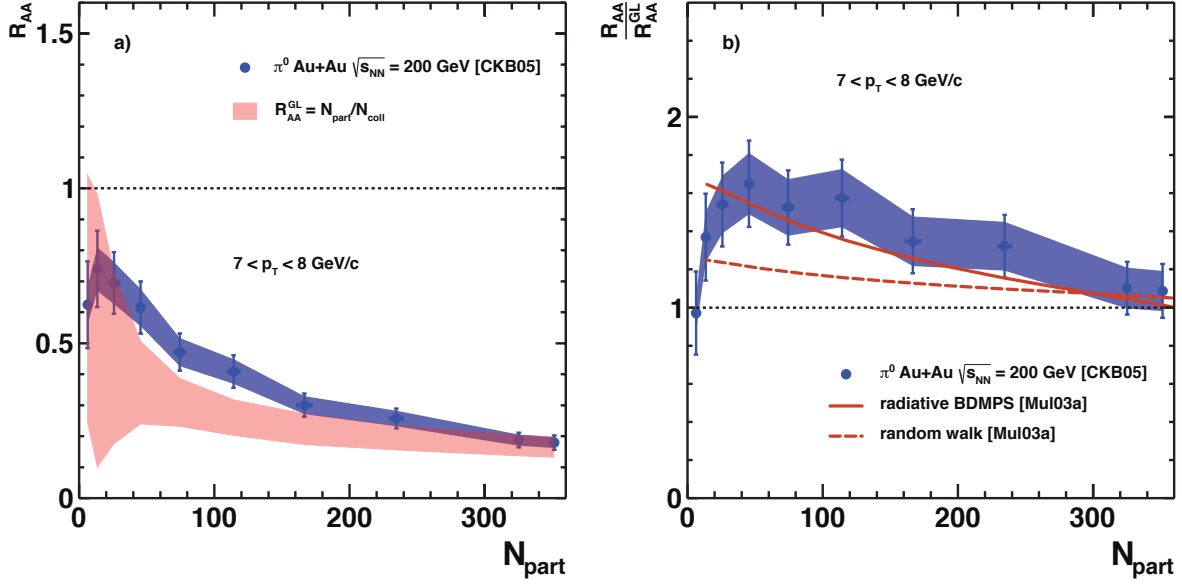 R_AA
1.5
a)
π⁰ Au+Au √s_NN = 200 GeV [CKB05]
R_AA^GL = N_part/N_coll
1
7 < p_T < 8 GeV/c
0.5
0
0 100 200 300
N_part
R_AA
R_AA^GL
b)
7 < p_T < 8 GeV/c
2
1
π⁰ Au+Au √s_NN = 200 GeV [CKB05]
radiative BDMPS [Mul03a]
random walk [Mul03a]
0
0 100 200 300
N_part